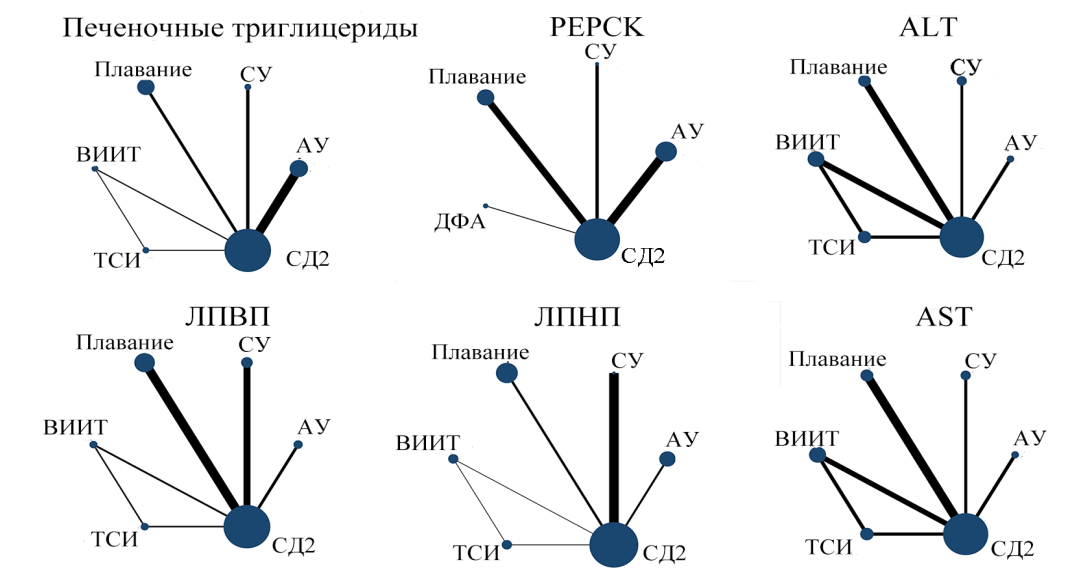 Печеночные триглицериды
Плавание
СУ
АУ
ВИИТ
ТСИ
СД2
PEPCK
СУ
Плавание
АУ
ДФА
СД2
ALT
Плавание
СУ
ВИИТ
АУ
ТСИ
СД2
ЛПВП
Плавание
СУ
ВИИТ
АУ
ТСИ
СД2
ЛПНП
Плавание
СУ
ВИИТ
АУ
ТСИ
СД2
AST
Плавание
СУ
ВИИТ
АУ
ТСИ
СД2